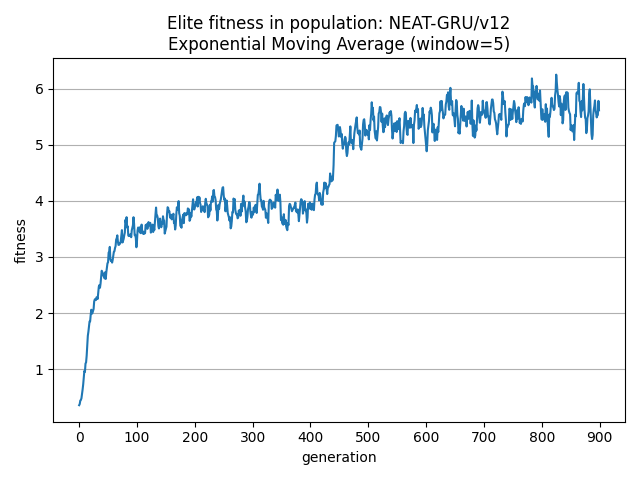 Elite fitness in population: NEAT-GRU/v12
Exponential Moving Average (window=5)
fitness
6
5
4
3
2
1
0 100 200 300 400 500 600 700 800 900
generation